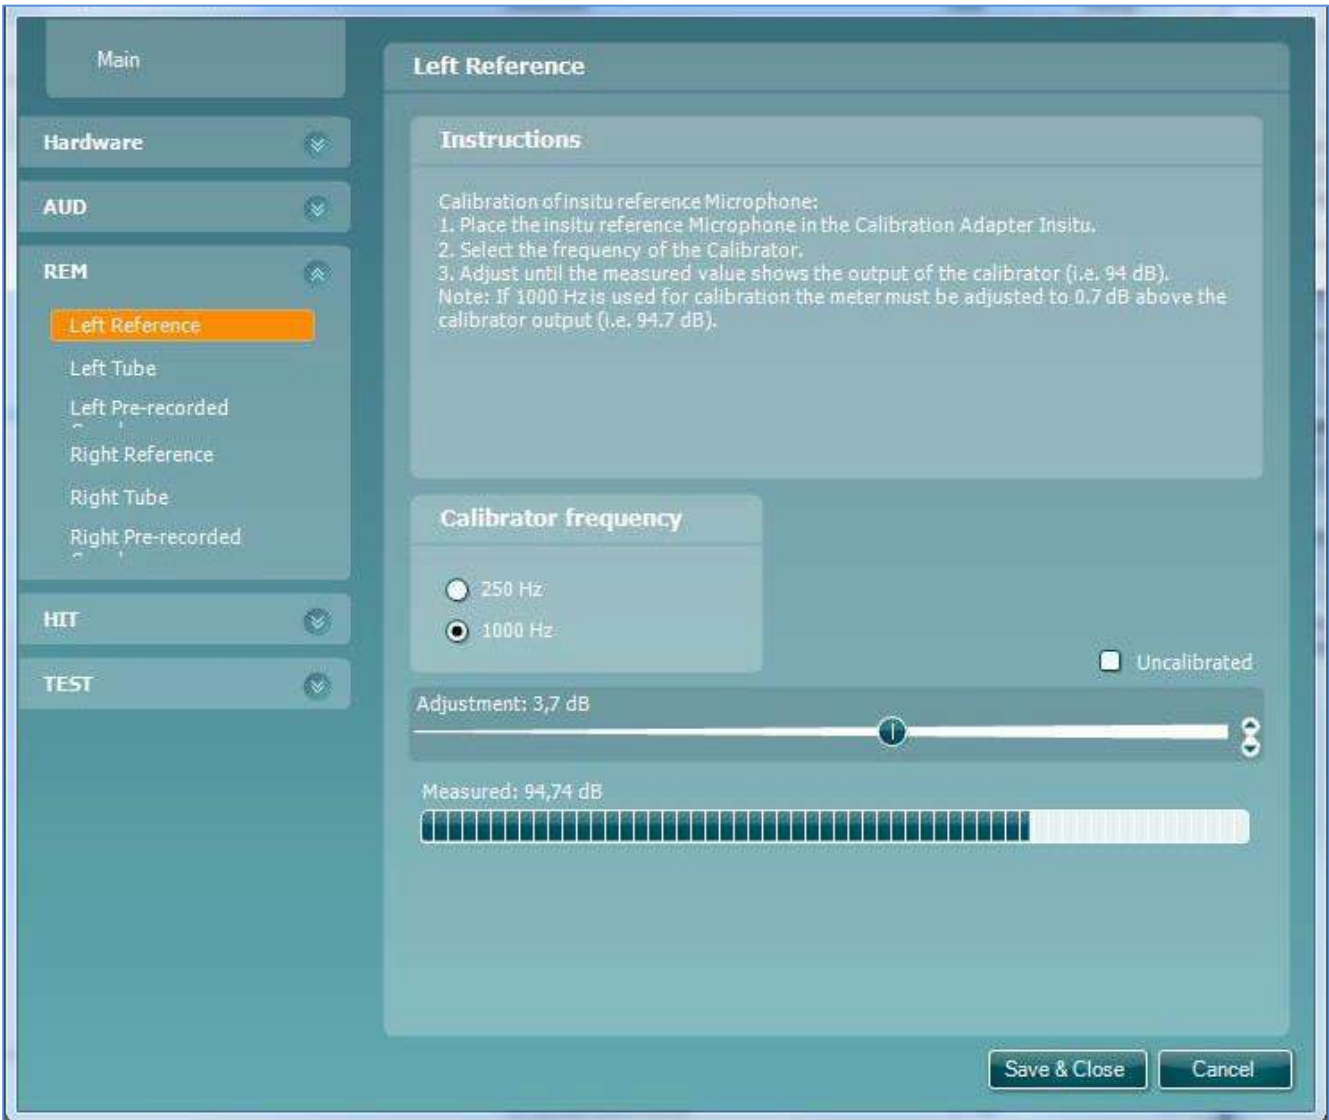 Main
Hardware
AUD
REM
Left Reference
Left Tube
Left Pre-recorded
Right Reference
Right Tube
Right Pre-recorded
HIT
TEST
Left Reference
Instructions
Calibration of insitu reference Microphone:
1. Place the insitu reference Microphone in the Calibration Adapter Insitu.
2. Select the frequency of the Calibrator.
3. Adjust until the measured value shows the output of the calibrator (i.e. 94 dB).
Note: If 1000 Hz is used for calibration the meter must be adjusted to 0.7 dB above the
calibrator output (i.e. 94.7 dB).
Calibrator frequency
250 Hz
1000 Hz
Uncalibrated
Adjustment: 3,7 dB
Measured: 94,74 dB
Save & Close
Cancel